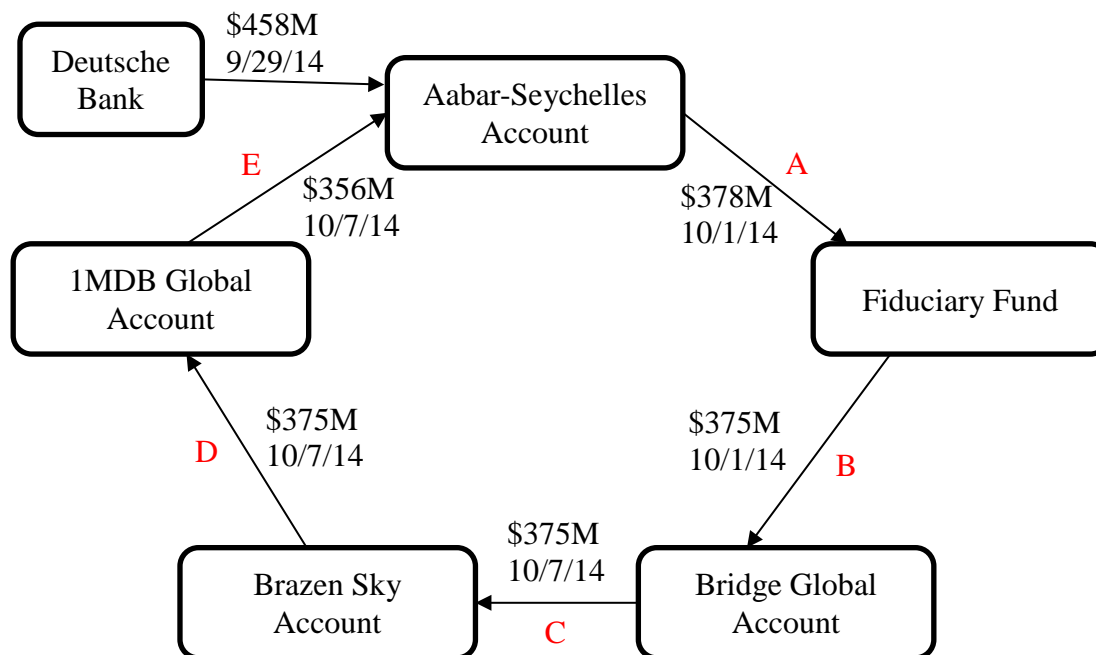 $458M
9/29/14
Deutsche
Bank
Aabar-Seychelles
Account
E
$356M
10/7/14
A
$378M
10/1/14
1MDB Global
Account
Fiduciary Fund
D
$375M
10/7/14
$375M
10/1/14
B
$375M
10/7/14
C
Brazen Sky
Account
Bridge Global
Account